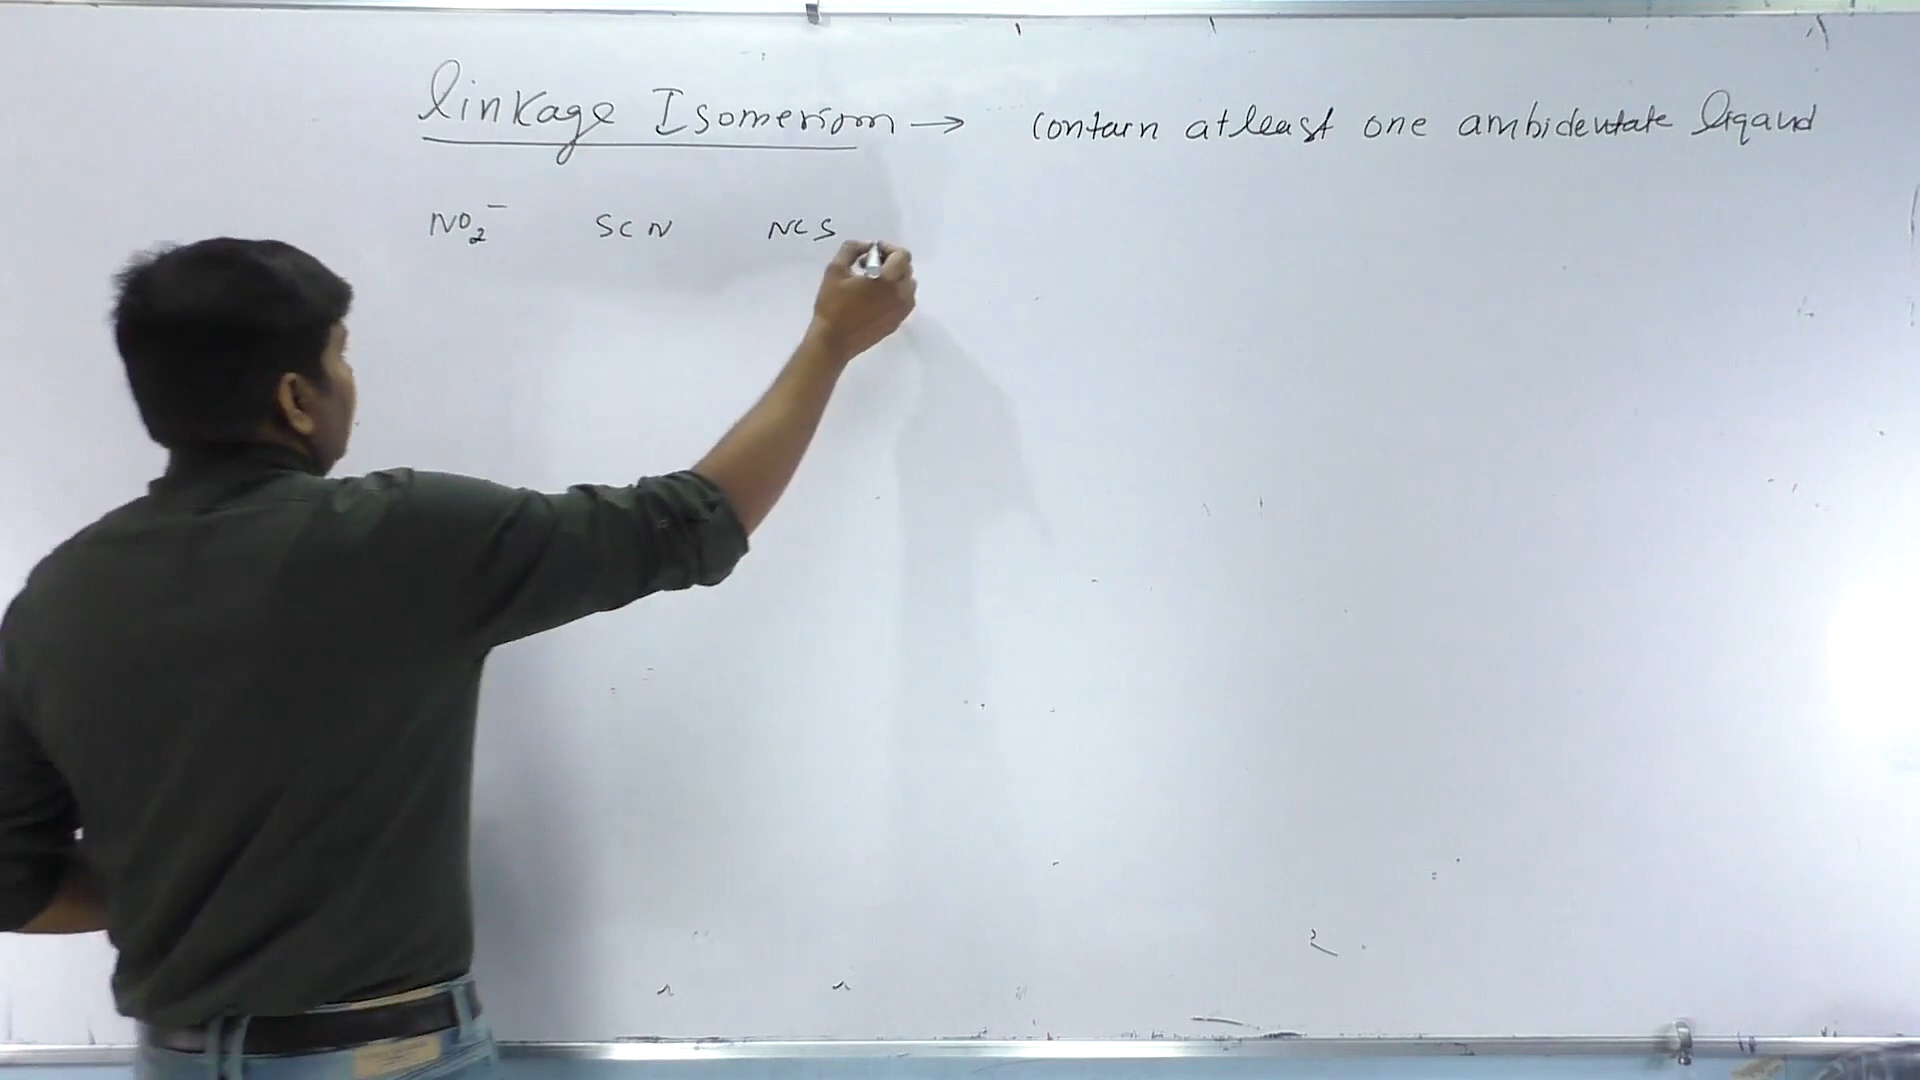 linkage Isomerism → contain atleast one ambidentate ligand
NO₂⁻ SCN NCS